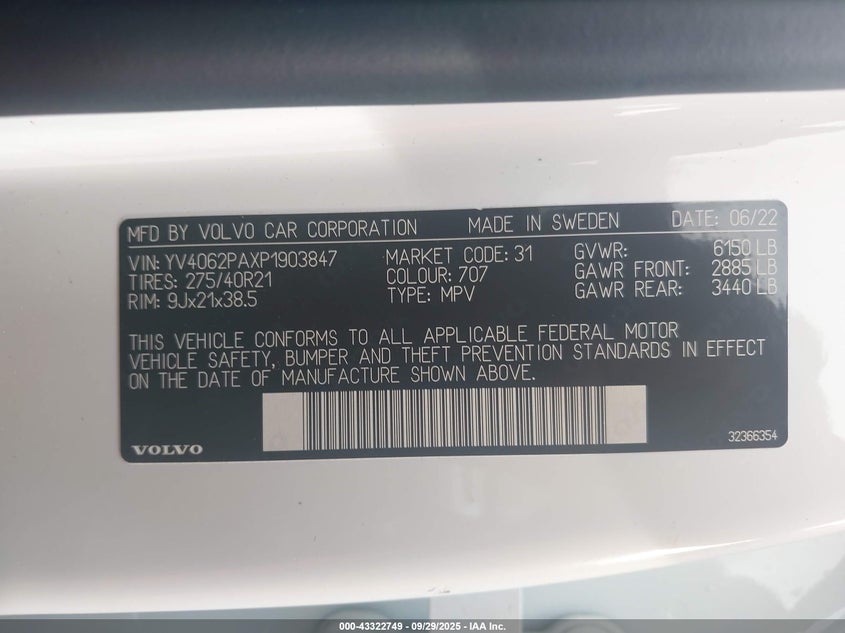 MFD BY VOLVO CAR CORPORATION MADE IN SWEDEN DATE: 06/22
VIN: YV4062PAXP1903847 MARKET CODE: 31 GVWR: 6150 LB
TIRES: 275/40R21 COLOUR: 707 GAWR FRONT: 2885 LB
RIM: 9Jx21x38.5 TYPE: MPV GAWR REAR: 3440 LB
THIS VEHICLE CONFORMS TO ALL APPLICABLE FEDERAL MOTOR
VEHICLE SAFETY, BUMPER AND THEFT PREVENTION STANDARDS IN EFFECT
ON THE DATE OF MANUFACTURE SHOWN ABOVE.
VOLVO 32366354
000-43322749 - 09/29/2025 - IAA Inc.